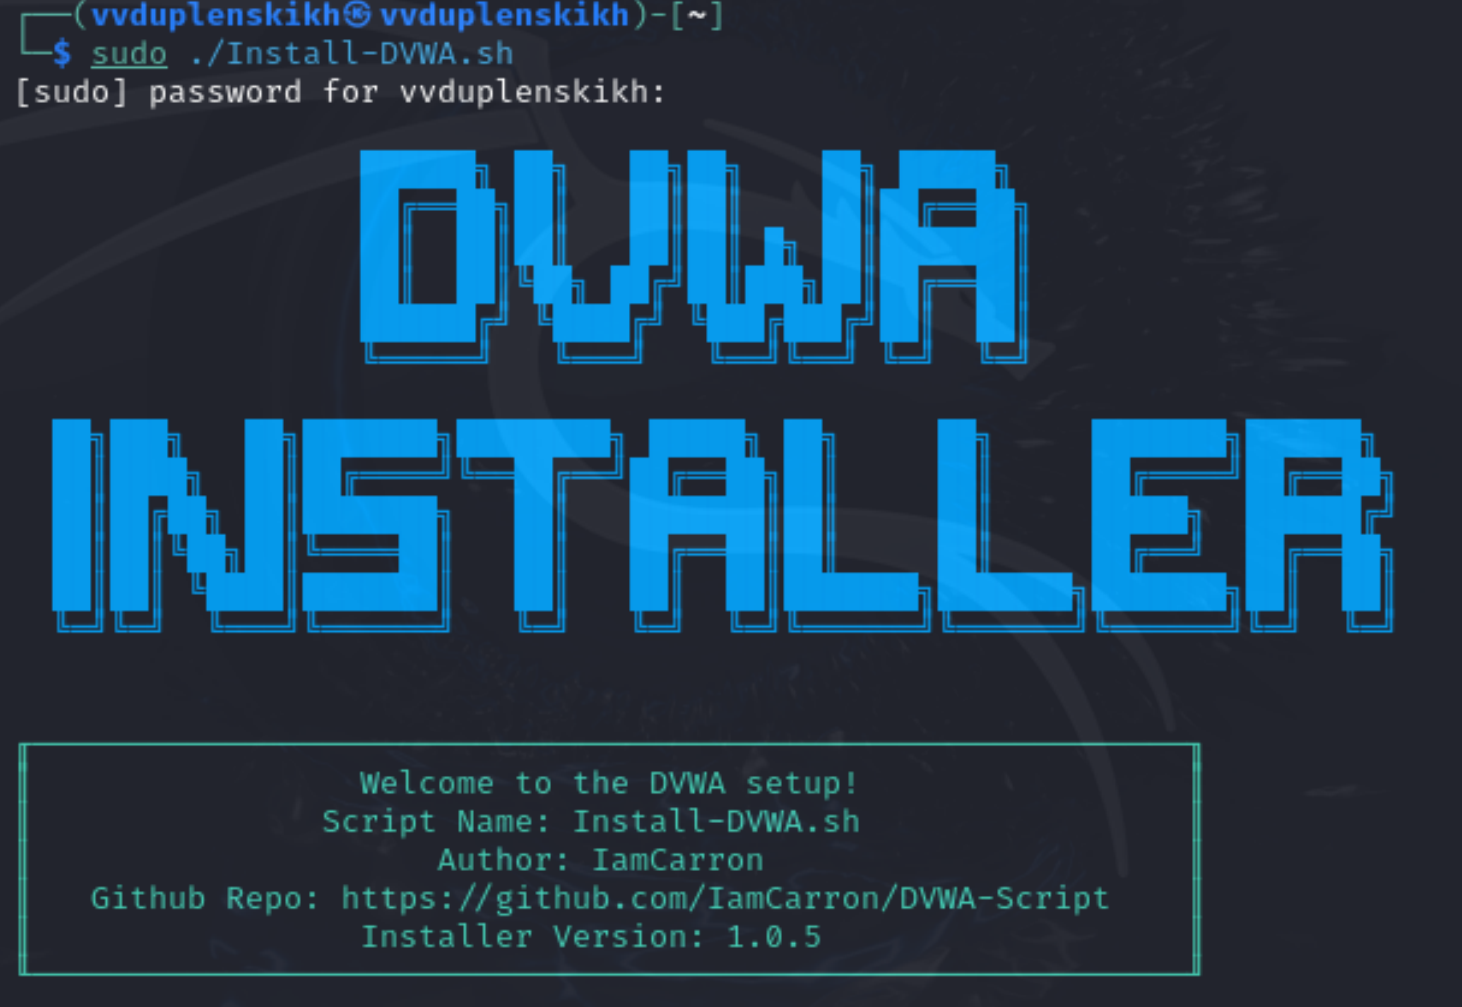 ┌──(vvduplenskikh㉿vvduplenskikh)-[~]
└─$ sudo ./Install-DVWA.sh
[sudo] password for vvduplenskikh:
DVWA
INSTALLER
Welcome to the DVWA setup!
Script Name: Install-DVWA.sh
Author: IamCarron
Github Repo: https://github.com/IamCarron/DVWA-Script
Installer Version: 1.0.5